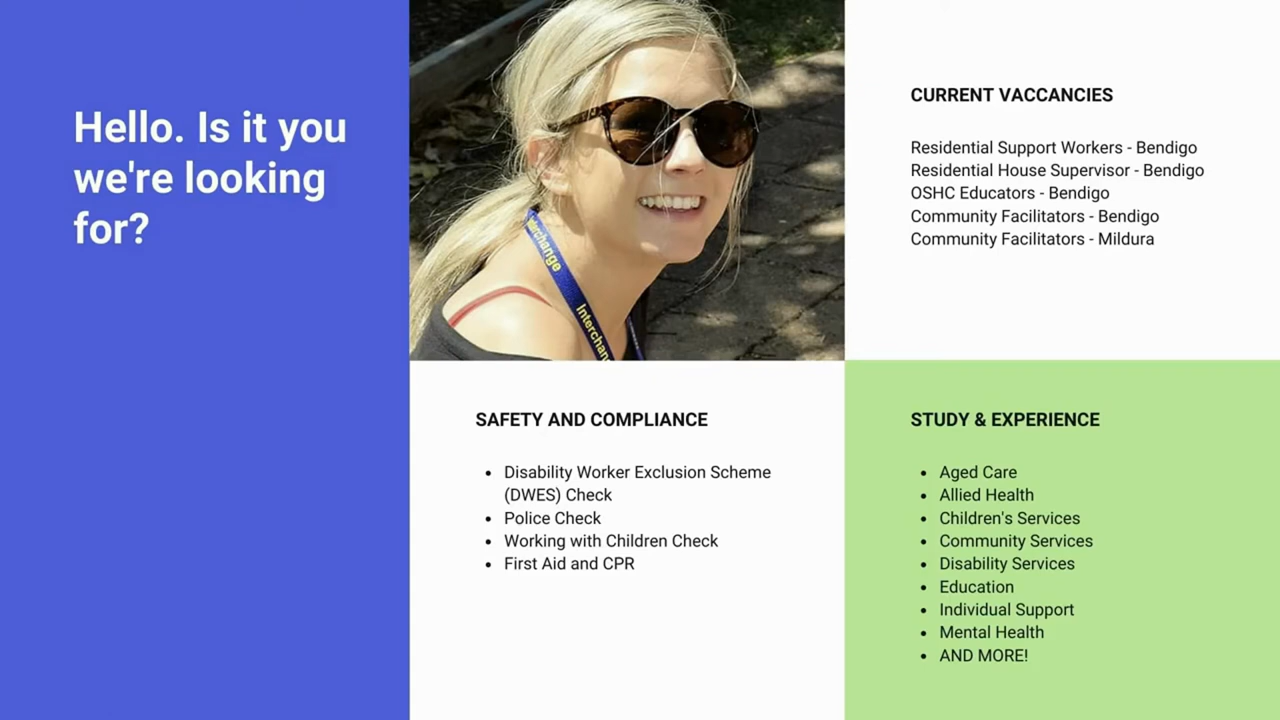 Hello. Is it you
we're looking
for?
Interchange
Interchan
CURRENT VACCANCIES
Residential Support Workers - Bendigo
Residential House Supervisor - Bendigo
OSHC Educators - Bendigo
Community Facilitators - Bendigo
Community Facilitators - Mildura
SAFETY AND COMPLIANCE
• Disability Worker Exclusion Scheme
(DWES) Check
• Police Check
• Working with Children Check
• First Aid and CPR
STUDY & EXPERIENCE
• Aged Care
• Allied Health
• Children's Services
• Community Services
• Disability Services
• Education
• Individual Support
• Mental Health
• AND MORE!